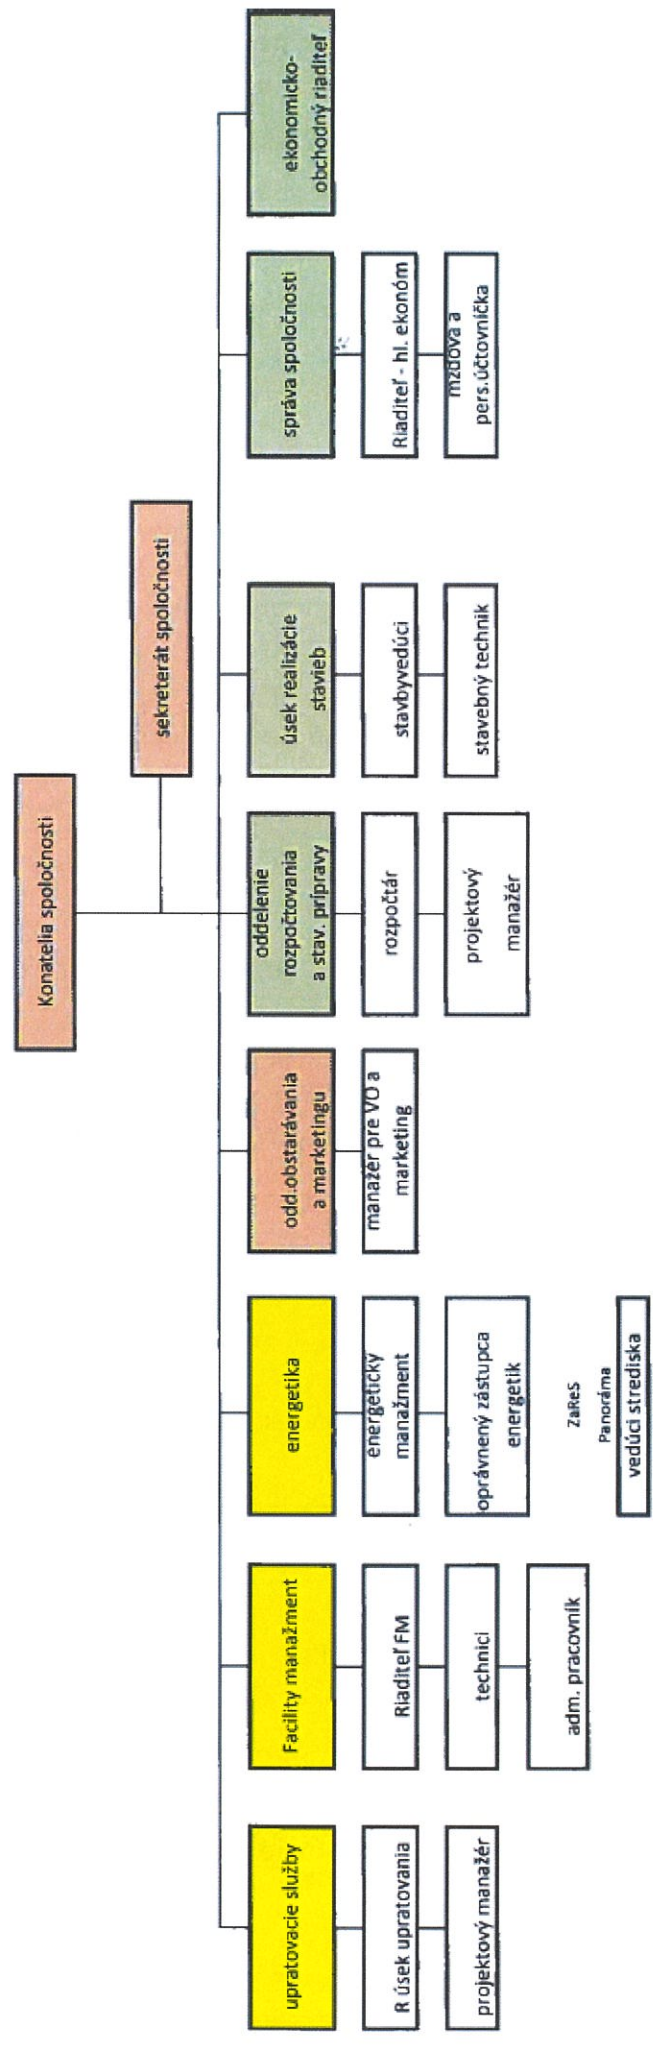 Konatelia spoločnosti
sekreterát spoločnosti
upratovacie služby
R úsek upratovania
projektový manažér
Facility manažment
Riaditeľ FM
technici
adm. pracovník
energetika
energetický
manažment
oprávnený zástupca
energetik
ZaReS
Panoráma
vedúci strediska
odd.obstarávania
a marketingu
manažér pre VO a
marketing
oddelenie
rozpočtovania
a stav. prípravy
rozpočtár
projektový
manažér
úsek realizácie
stavieb
stavbyvedúci
stavebný technik
správa spoločnosti
Riaditeľ - hl. ekonóm
mzdová a
pers.účtovníčka
ekonomicko-
obchodný riaditeľ